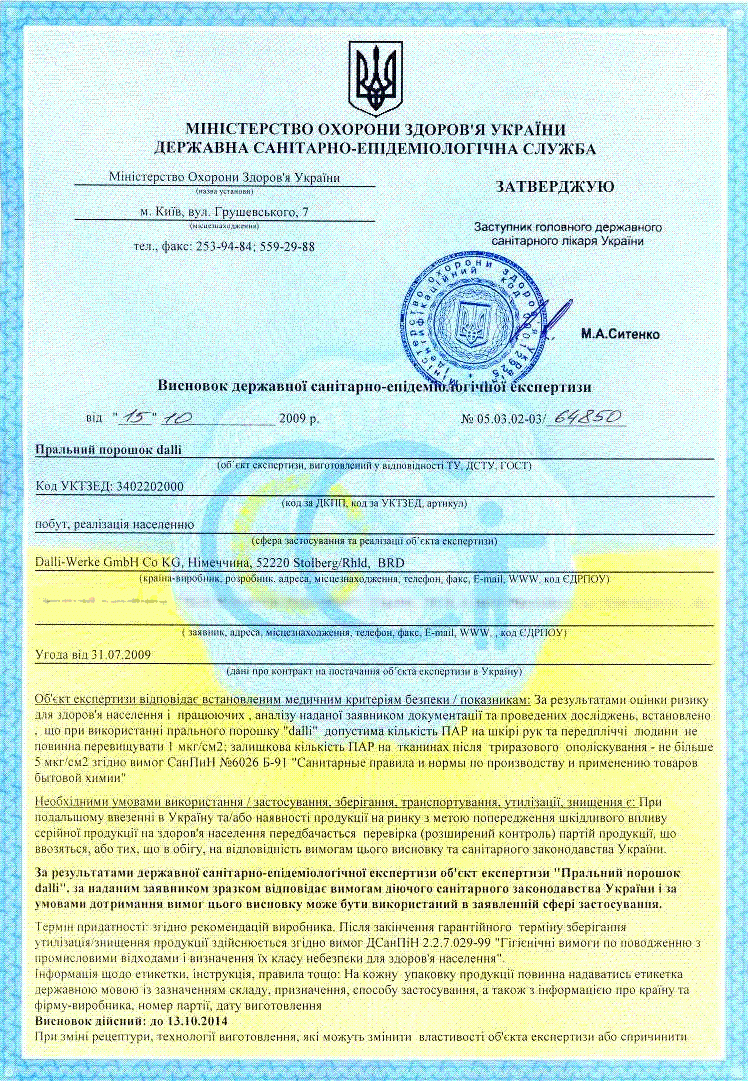 МІНІСТЕРСТВО ОХОРОНИ ЗДОРОВ'Я УКРАЇНИ
ДЕРЖАВНА САНІТАРНО-ЕПІДЕМІОЛОГІЧНА СЛУЖБА
Міністерство Охорони Здоров'я України
(назва установи)
м. Київ, вул. Грушевського, 7
(місцезнаходження)
тел., факс: 253-94-84; 559-29-88
ЗАТВЕРДЖУЮ
Заступник головного державного
санітарного лікаря України
М.А.Ситенко
Висновок державної санітарно-епідеміологічної експертизи
від "15" 10 2009 р. № 05.03.02-03/64850
Пральний порошок dalli
(об'єкт експертизи, виготовлений у відповідності ТУ, ДСТУ, ГОСТ)
Код УКТЗЕД: 3402202000
(код за ДКПП, код за УКТЗЕД, артикул)
побут, реалізація населенню
(сфера застосування та реалізації об'єкта експертизи)
Dalli-Werke GmbH Co KG, Німеччина, 52220 Stolberg/Rhld, BRD
(країна-виробник, розробник, адреса, місцезнаходження, телефон, факс, E-mail, WWW, код ЄДРПОУ)
( заявник, адреса, місцезнаходження, телефон, факс, E-mail, WWW, , код ЄДРПОУ)
Угода від 31.07.2009
(дані про контракт на постачання об'єкта експертизи в Україну)
Об'єкт експертизи відповідає встановленим медичним критеріям безпеки / показникам: За результатами оцінки ризику
для здоров'я населення і працюючих , аналізу наданої заявником документації та проведених досліджень, встановлено
, що при використанні прального порошку "dalli" допустима кількість ПАР на шкірі рук та передпліччі людини не
повинна перевищувати 1 мкг/см2; залишкова кількість ПАР на тканинах після триразового ополіскування - не більше
5 мкг/см2 згідно вимог СанПиН №6026 Б-91 "Санитарные правила и нормы по производству и применению товаров
бытовой химии"
Необхідними умовами використання / застосування, зберігання, транспортування, утилізації, знищення є: При
подальшому ввезенні в Україну та/або наявності продукції на ринку з метою попередження шкідливого впливу
серійної продукції на здоров'я населення передбачається перевірка (розширений контроль) партій продукції, що
ввозяться, або тих, що в обігу, на відповідність вимогам цього висновку та санітарного законодавства України.
За результатами державної санітарно-епідеміологічної експертизи об'єкт експертизи "Пральний порошок
dalli", за наданим заявником зразком відповідає вимогам діючого санітарного законодавства України і за
умовами дотримання вимог цього висновку може бути використаний в заявленій сфері застосування.
Термін придатності: згідно рекомендацій виробника. Після закінчення гарантійного терміну зберігання
утилізація/знищення продукції здійснюється згідно вимог ДСанПіН 2.2.7.029-99 "Гігієнічні вимоги по поводженню з
промисловими відходами і визначення їх класу небезпеки для здоров'я населення".
Інформація щодо етикетки, інструкція, правила тощо: На кожну упаковку продукції повинна надаватись етикетка
державною мовою із зазначенням складу, призначення, способу застосування, а також з інформацією про країну та
фірму-виробника, номер партії, дату виготовлення
Висновок дійсний: до 13.10.2014
При зміні рецептури, технології виготовлення, які можуть змінити властивості об'єкта експертизи або спричинити